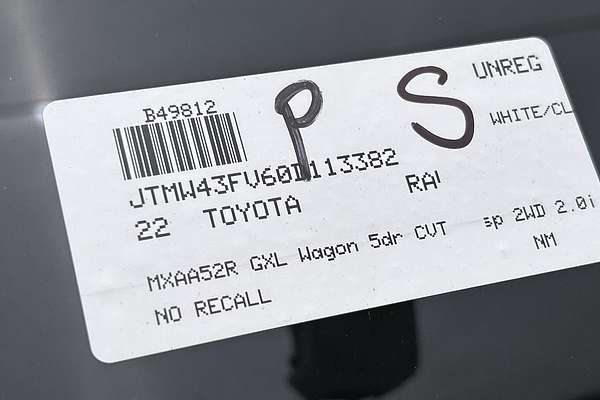 B49812
P S
UNREG
WHITE/CL
JTMW43FV60D113382
22 TOYOTA RA
MXAA52R GXL Wagon 5dr CVT sp 2WD 2.0i
NO RECALL NM